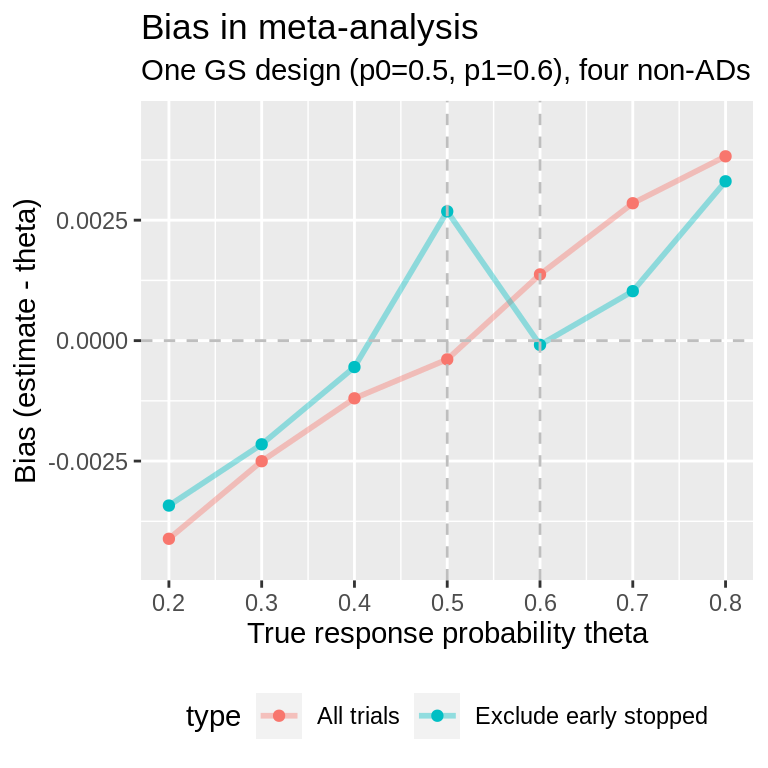 Bias in meta-analysis
One GS design (p0=0.5, p1=0.6), four non-ADs
Bias (estimate - theta)
0.0025
0.0000
-0.0025
0.2 0.3 0.4 0.5 0.6 0.7 0.8
True response probability theta
type All trials Exclude early stopped